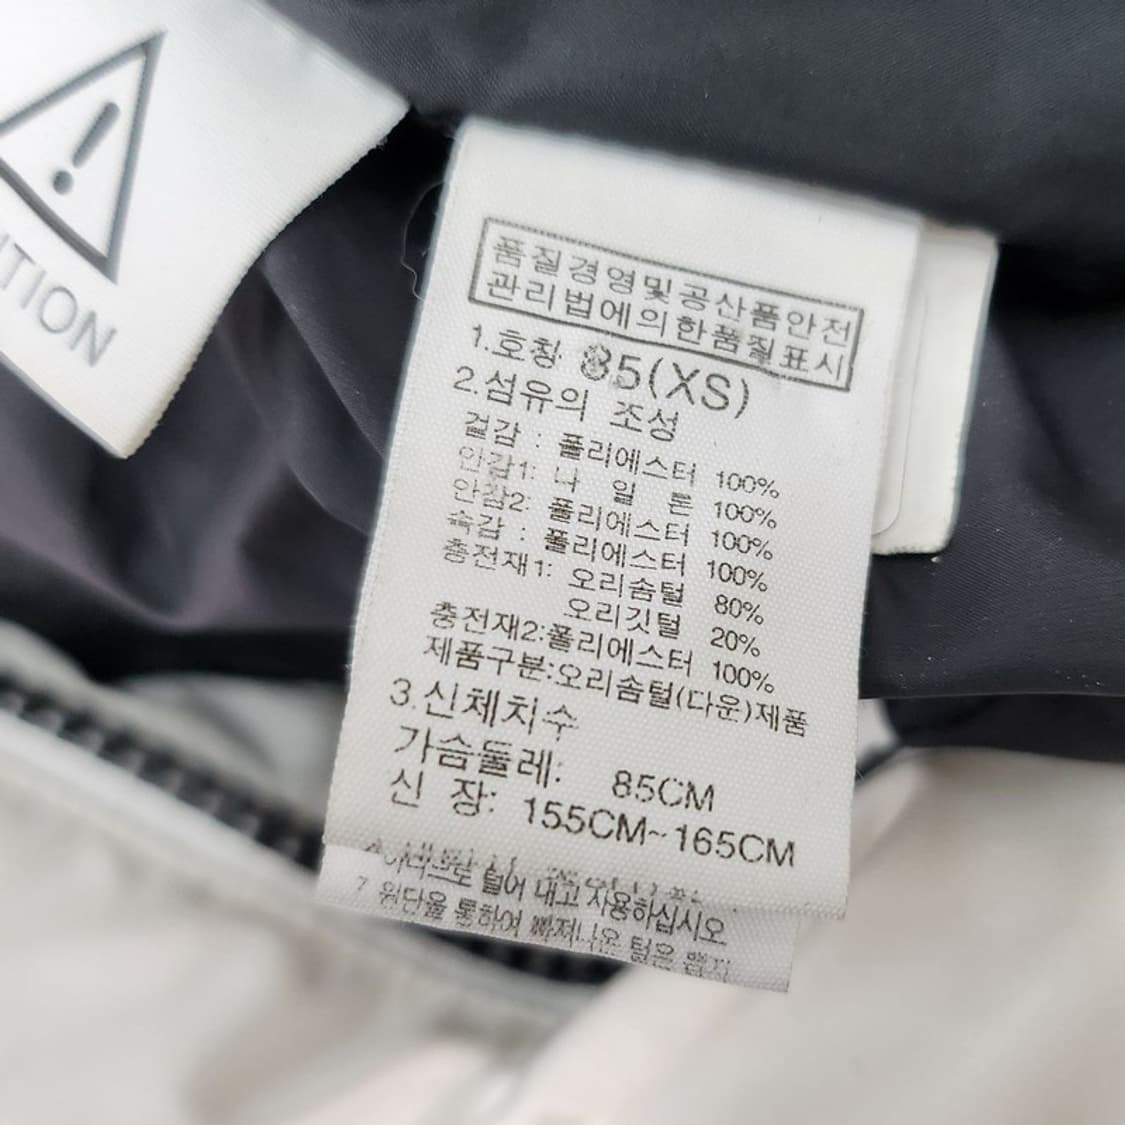 품질경영및공산품안전
관리법에의한품질표시
1.호칭 85(XS)
2.섬유의 조성
겉감 : 폴리에스터 100%
안감1: 나 일 론 100%
안감2: 폴리에스터 100%
속감 : 폴리에스터 100%
충전재1: 오리솜털 80%
오리깃털 20%
충전재2:폴리에스터 100%
제품구분:오리솜털(다운)제품
3.신체치수
가슴둘레: 85CM
신 장: 155CM~165CM
털어 내고 사용하십시오
7 원단을 통하여 빠져나온 털은